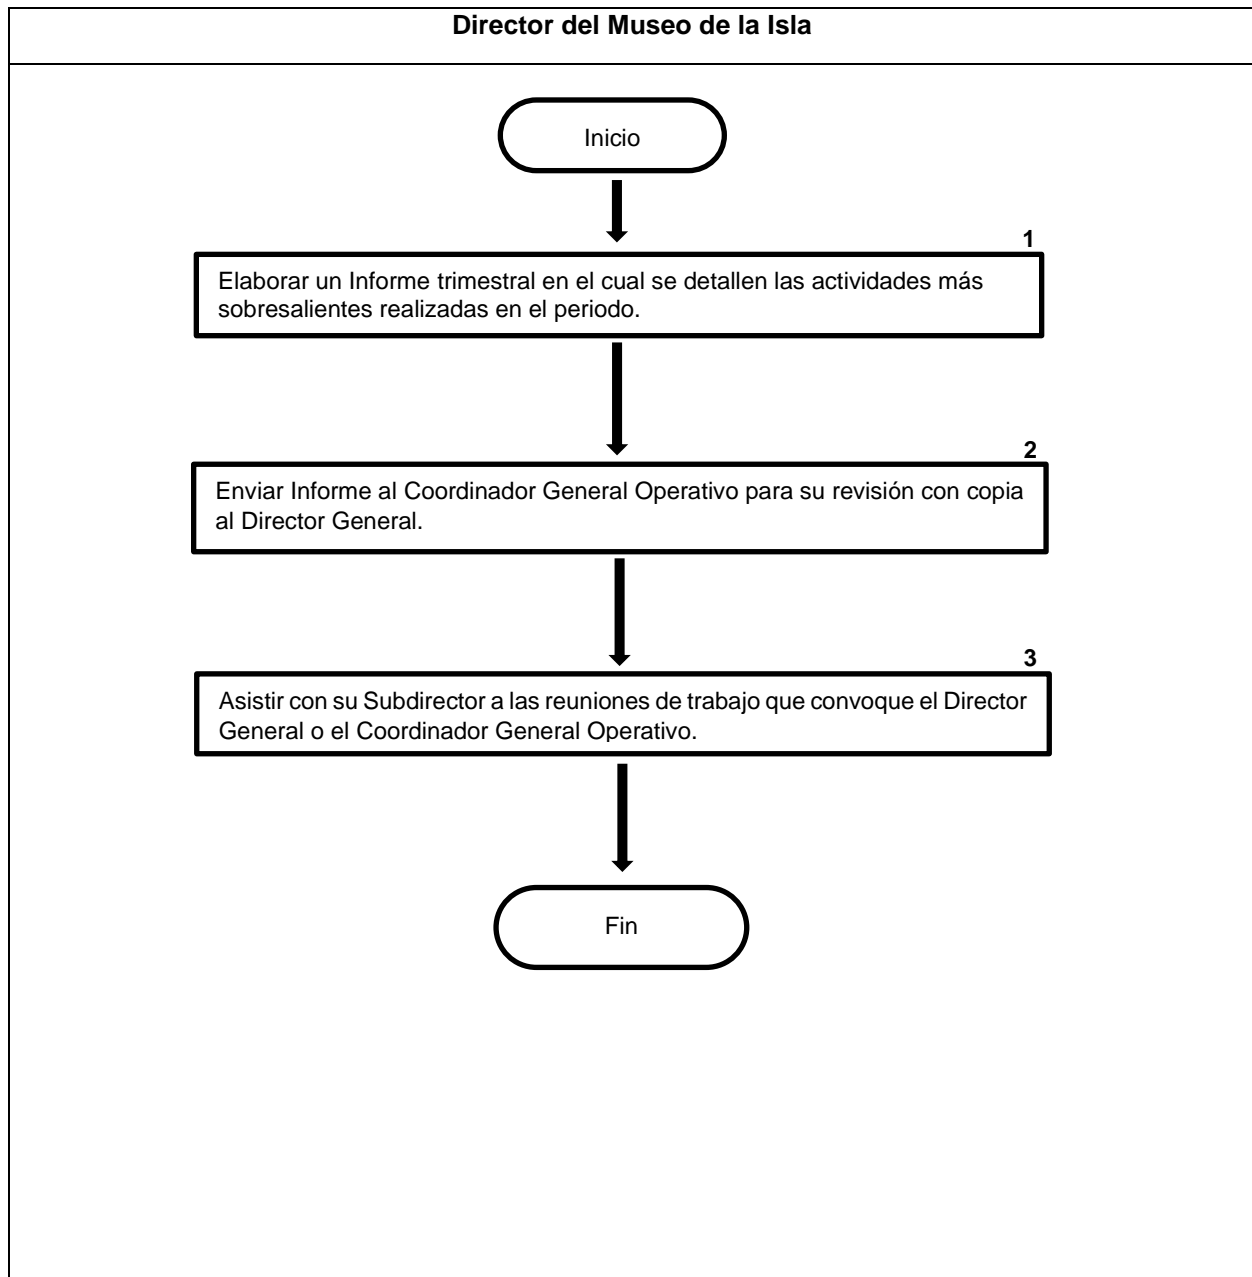 Director del Museo de la Isla
Inicio
1
Elaborar un Informe trimestral en el cual se detallen las actividades más
sobresalientes realizadas en el periodo.
2
Enviar Informe al Coordinador General Operativo para su revisión con copia
al Director General.
3
Asistir con su Subdirector a las reuniones de trabajo que convoque el Director
General o el Coordinador General Operativo.
Fin